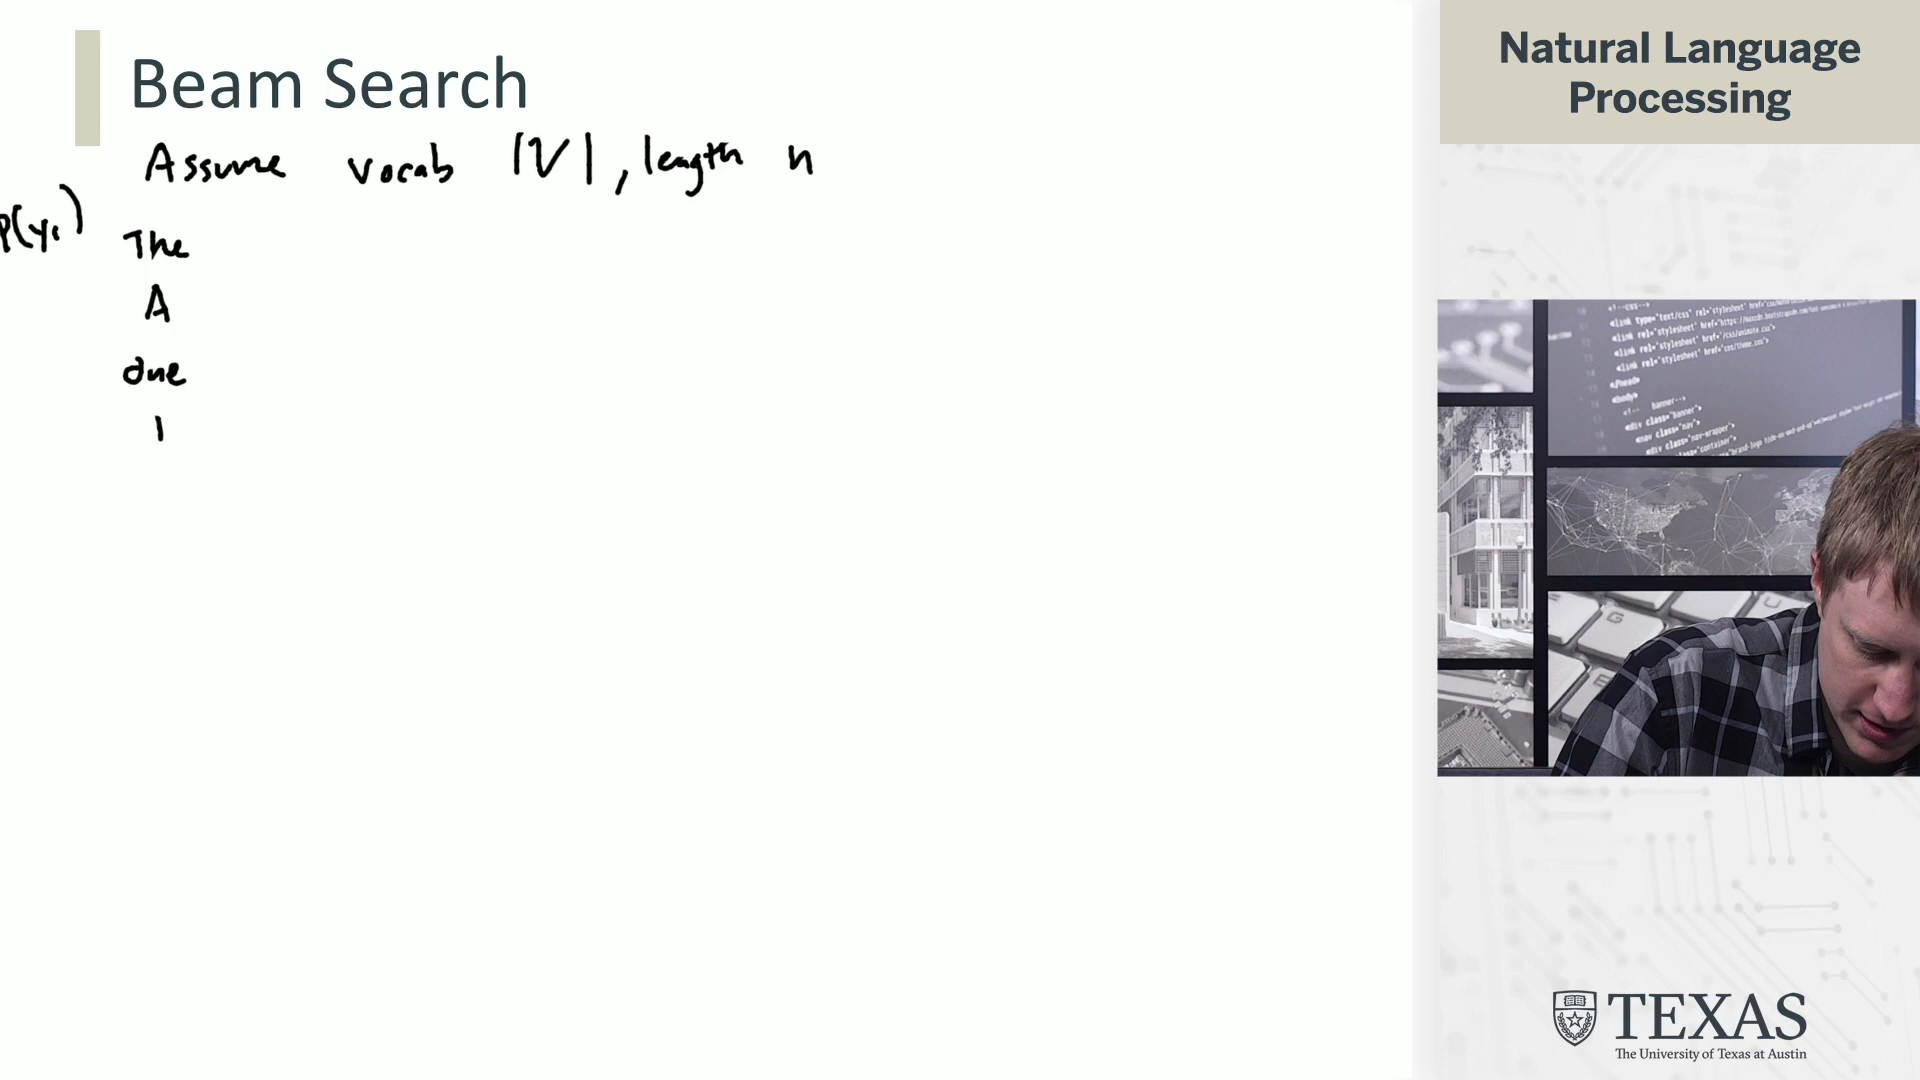 Beam Search
Assume vocab |V|, length n
P(y1) The
A
One
I
Natural Language
Processing
TEXAS
The University of Texas at Austin